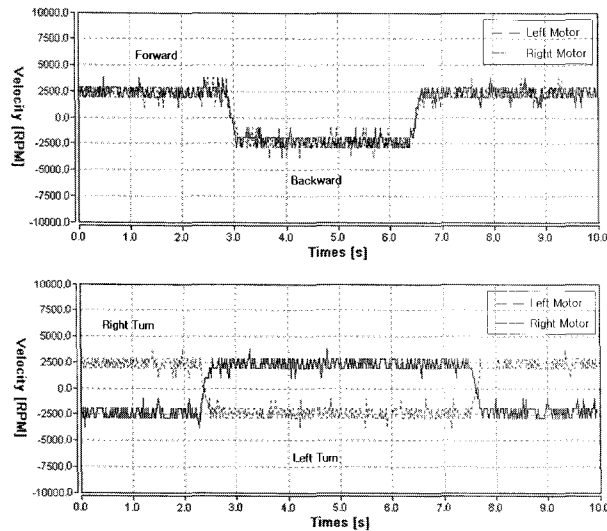 10000.0
Left Motor
7500.0
Right Motor
Forward
5000.0
2500.0
0.0
-2500.0
-5000.0
Backward
-7500.0
-10000.0
Velocity [RPM]
0.0 1.0 2.0 3.0 4.0 5.0 6.0 7.0 8.0 9.0 10.0
Times [s]
10000.0
Left Motor
7500.0
Right Turn
Right Motor
5000.0
2500.0
0.0
-2500.0
-5000.0
Left Turn
-7500.0
-10000.0
Velocity [RPM]
0.0 1.0 2.0 3.0 4.0 5.0 6.0 7.0 8.0 9.0 10.0
Times [s]